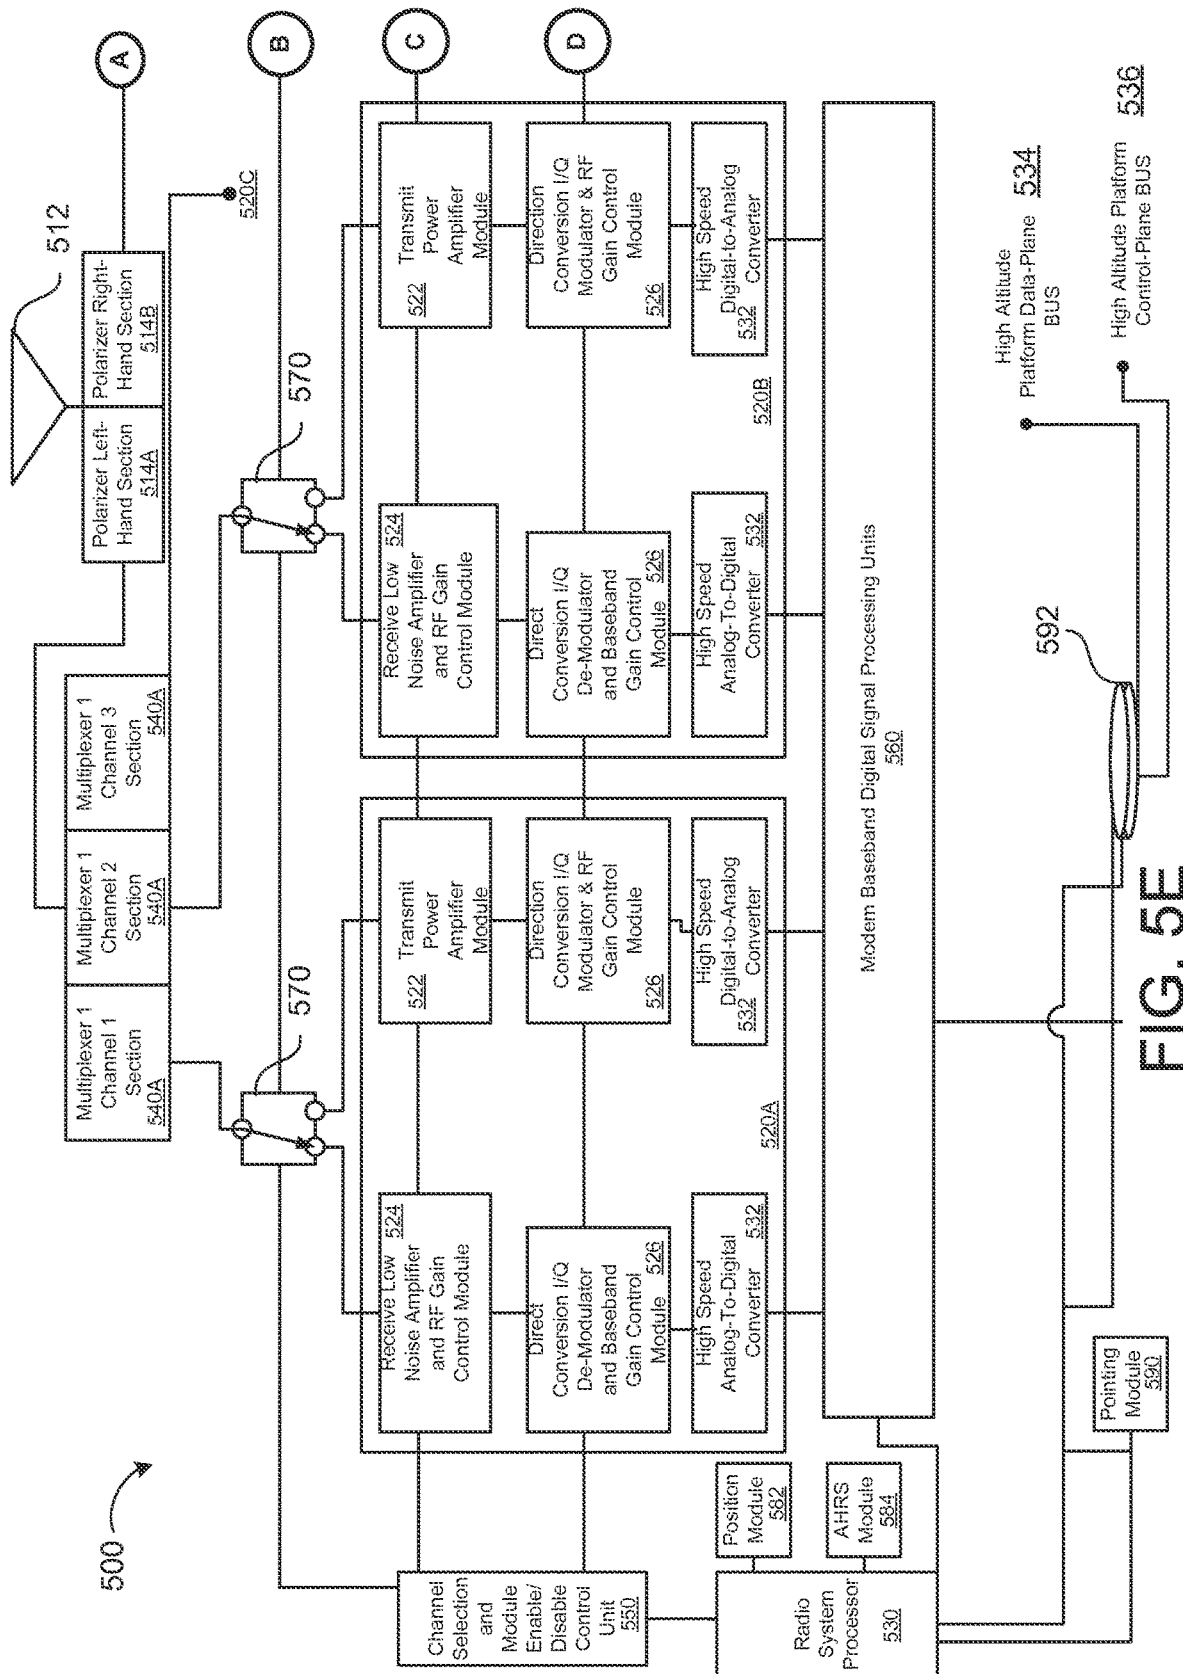 500
512
Polarizer Left-
Hand Section
514A
Polarizer Right-
Hand Section
514B
A
520C
Multiplexer 1
Channel 1
Section
540A
Multiplexer 1
Channel 2
Section
540A
Multiplexer 1
Channel 3
Section
540A
570
570
B
Channel
Selection
and
Module
Enable/
Disable
Control
Unit
550
Receive Low
524
Noise Amplifier
and RF Gain
Control Module
Transmit
Power
Amplifier
Module
522
Receive Low
524
Noise Amplifier
and RF Gain
Control Module
Transmit
Power
Amplifier
Module
522
C
Direct
Conversion I/Q
De-Modulator
and Baseband
Gain Control
Module
526
Direction
Conversion I/Q
Modulator & RF
Gain Control
Module
526
Direct
Conversion I/Q
De-Modulator
and Baseband
Gain Control
Module
526
Direction
Conversion I/Q
Modulator & RF
Gain Control
Module
526
D
High Speed
Analog-To-Digital
Converter
532
High Speed
Digital-to-Analog
Converter
532
High Speed
Analog-To-Digital
Converter
532
High Speed
Digital-to-Analog
Converter
532
520A
520B
Position
Module
582
AHRS
Module
584
Radio
System
Processor
530
Modem Baseband Digital Signal Processing Units
560
High Altitude
Platform Data-Plane
BUS
534
High Altitude Platform
Control-Plane BUS
536
Pointing
Module
590
592
FIG. 5E